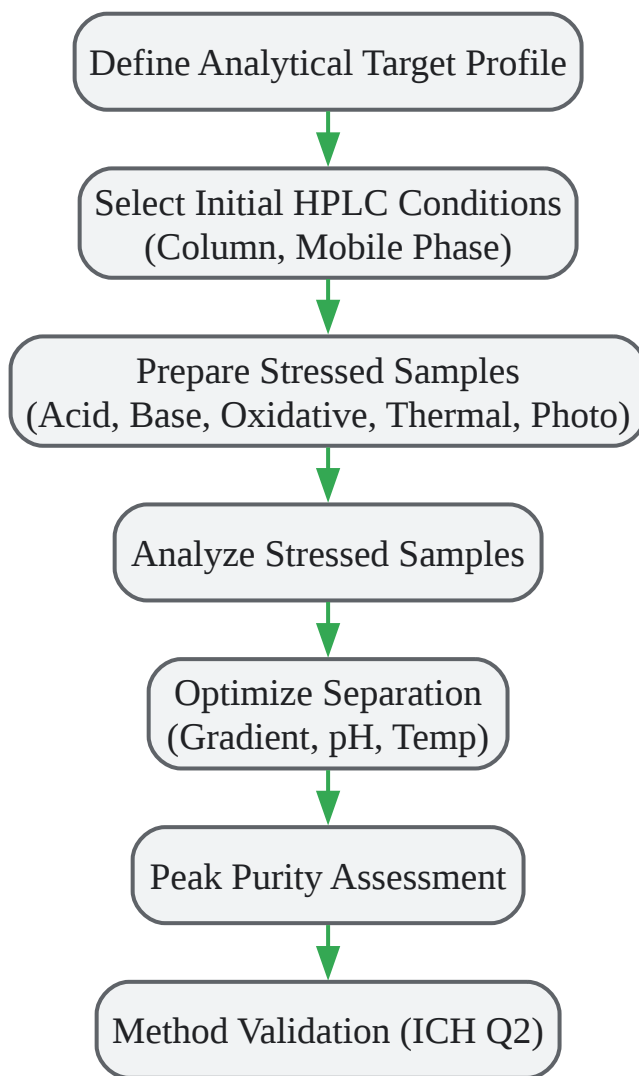 Define Analytical Target Profile
Select Initial HPLC Conditions
(Column, Mobile Phase)
Prepare Stressed Samples
(Acid, Base, Oxidative, Thermal, Photo)
Analyze Stressed Samples
Optimize Separation
(Gradient, pH, Temp)
Peak Purity Assessment
Method Validation (ICH Q2)